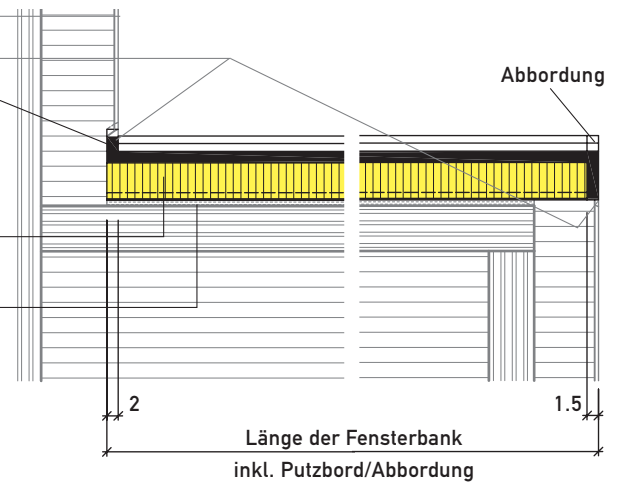 Abbordung
2
1.5
Länge der Fensterbank
inkl. Putzbord/Abbordung